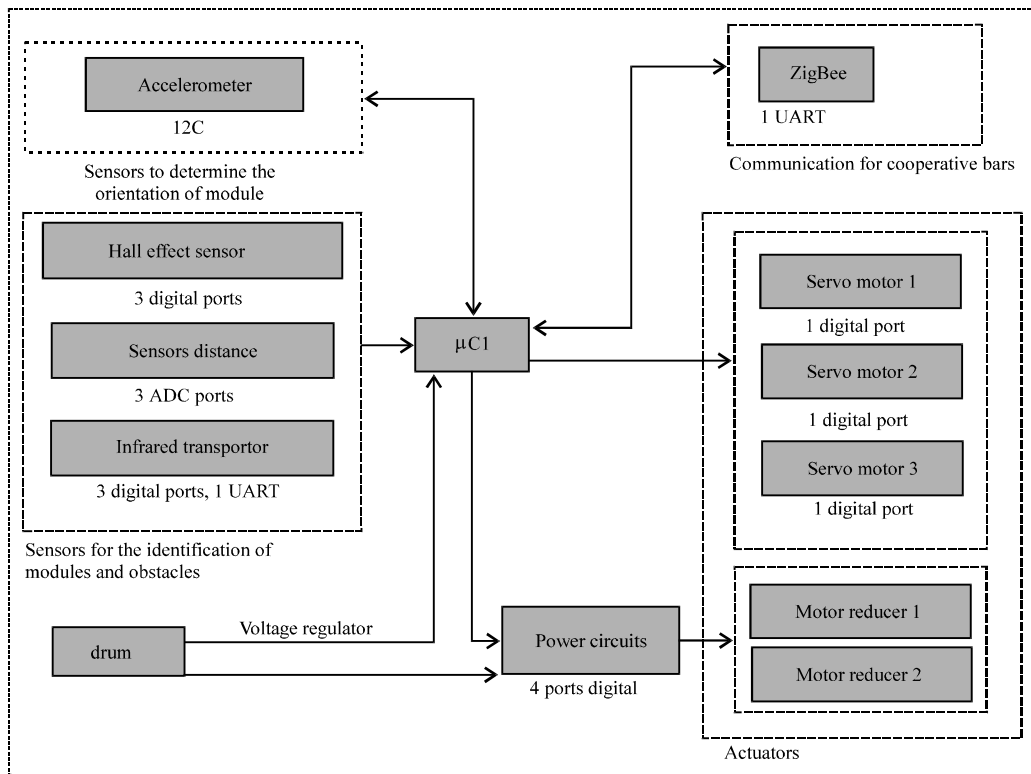 Accelerometer
12C
Sensors to determine the
orientation of module
Hall effect sensor
3 digital ports
Sensors distance
3 ADC ports
Infrared transportor
3 digital ports, 1 UART
Sensors for the identification of
modules and obstacles
drum
Voltage regulator
µC1
Power circuits
4 ports digital
ZigBee
1 UART
Communication for cooperative bars
Servo motor 1
1 digital port
Servo motor 2
1 digital port
Servo motor 3
1 digital port
Motor reducer 1
Motor reducer 2
Actuators